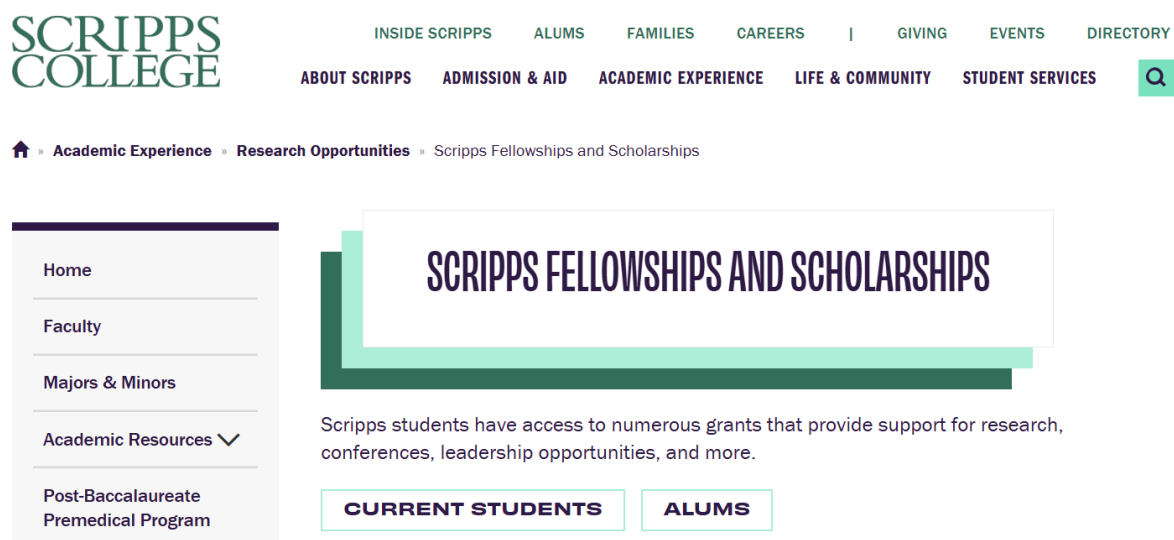 SCRIPPS
COLLEGE
INSIDE SCRIPPS ALUMS FAMILIES CAREERS | GIVING EVENTS DIRECTORY
ABOUT SCRIPPS ADMISSION & AID ACADEMIC EXPERIENCE LIFE & COMMUNITY STUDENT SERVICES
» Academic Experience » Research Opportunities » Scripps Fellowships and Scholarships
Home
Faculty
Majors & Minors
Academic Resources
Post-Baccalaureate
Premedical Program
SCRIPPS FELLOWSHIPS AND SCHOLARSHIPS
Scripps students have access to numerous grants that provide support for research,
conferences, leadership opportunities, and more.
CURRENT STUDENTS ALUMS